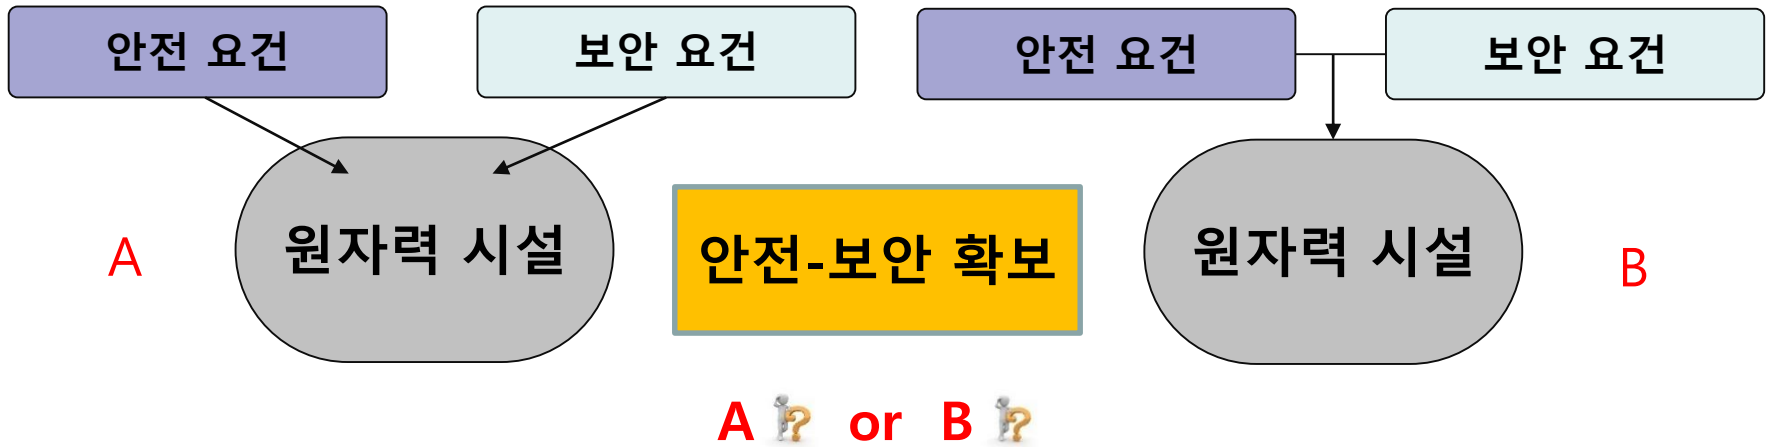 안전 요건
보안 요건
안전 요건
보안 요건
A
원자력 시설
안전-보안 확보
원자력 시설
B
A ? or B ?